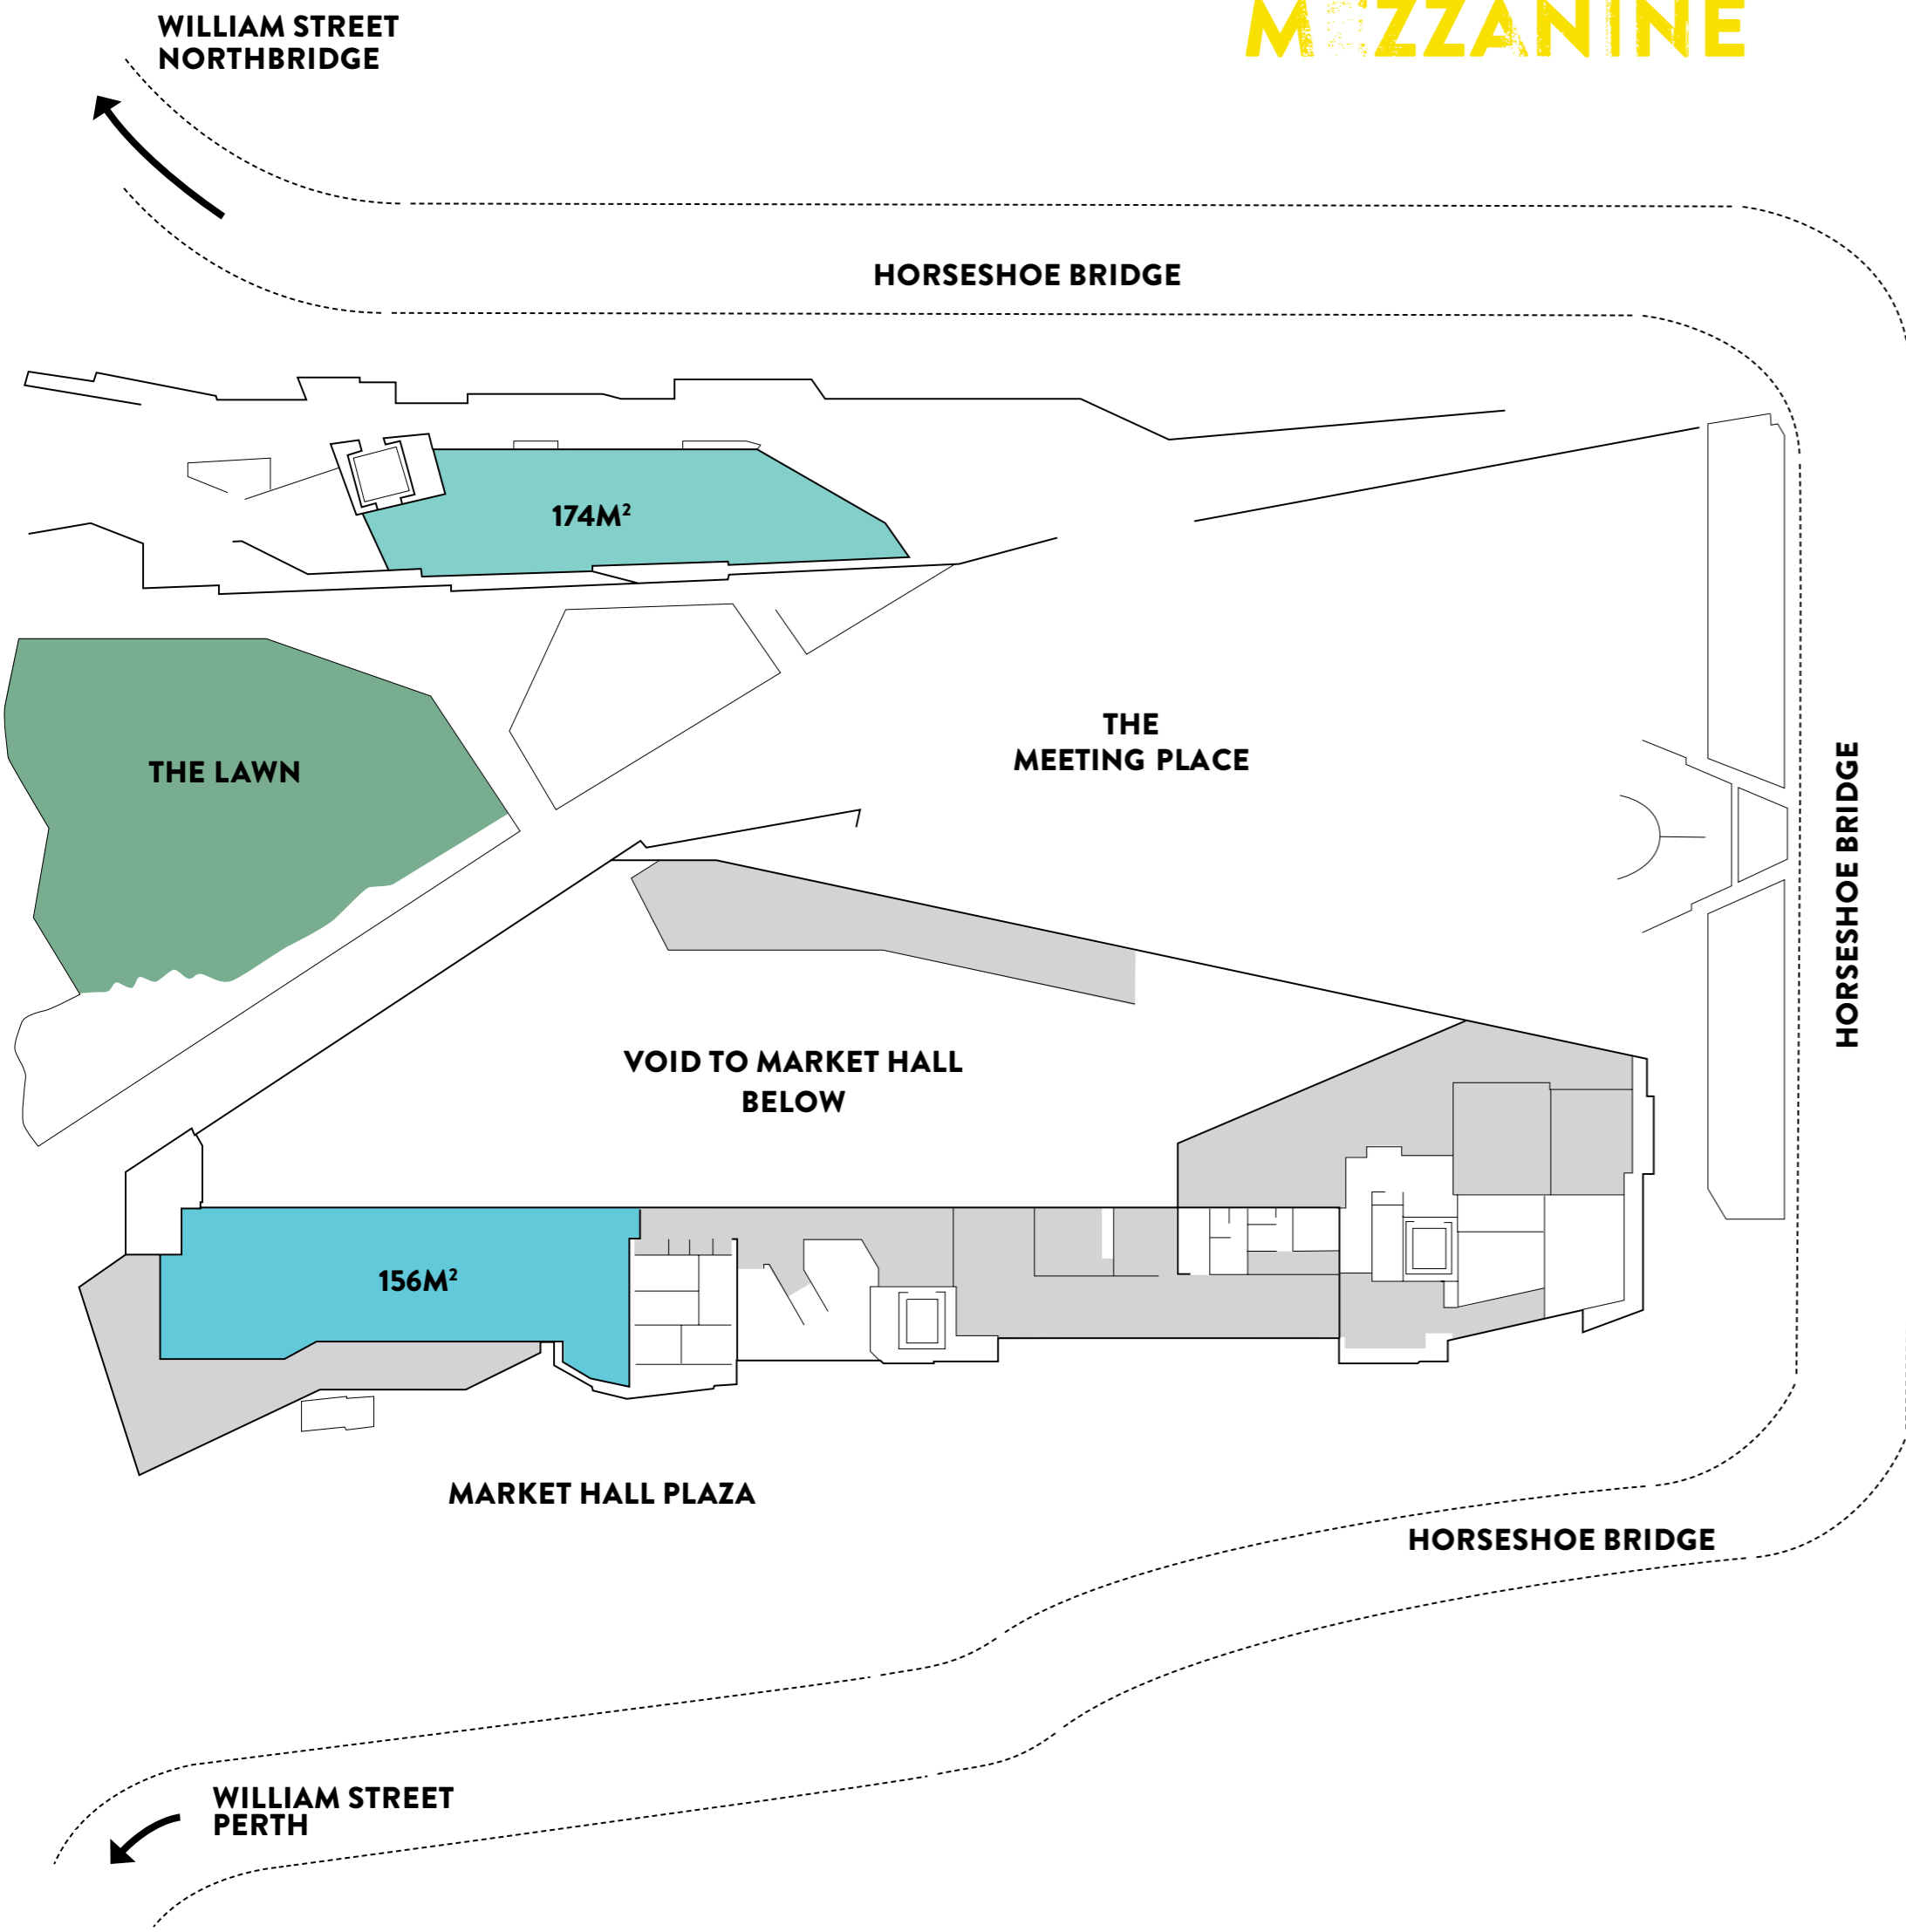 MEZZANINE
WILLIAM STREET
NORTHBRIDGE
HORSESHOE BRIDGE
174M²
THE
MEETING PLACE
THE LAWN
HORSESHOE BRIDGE
VOID TO MARKET HALL
BELOW
156M²
MARKET HALL PLAZA
HORSESHOE BRIDGE
WILLIAM STREET
PERTH